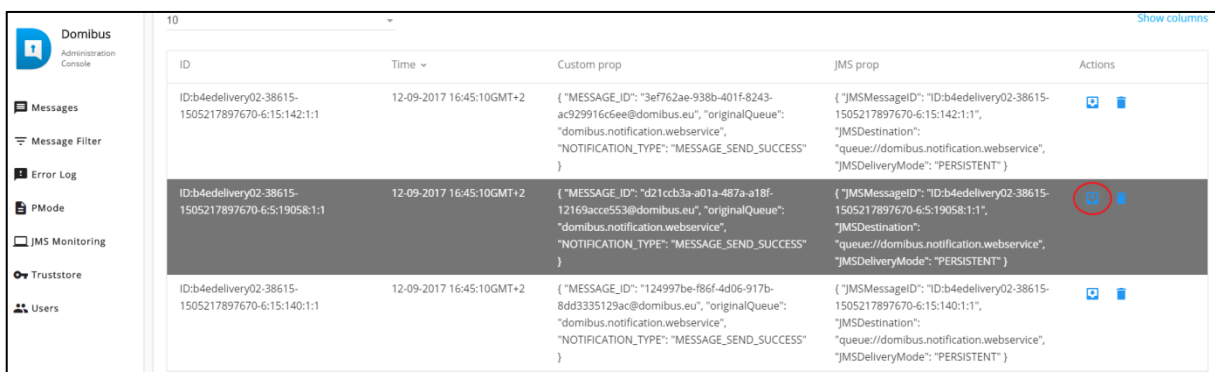 Domibus
Administration
Console
Messages
Message Filter
Error Log
PMode
JMS Monitoring
Truststore
Users
10
Show columns
ID
Time
Custom prop
JMS prop
Actions
ID:b4edelivery02-38615-
1505217897670-6:15:142:1:1
12-09-2017 16:45:10GMT+2
{ "MESSAGE_ID": "3ef762ae-938b-401f-8243-
ac929916c6ee@domibus.eu", "originalQueue":
"domibus.notification.webservice",
"NOTIFICATION_TYPE": "MESSAGE_SEND_SUCCESS"
}
{ "JMSMessageID": "ID:b4edelivery02-38615-
1505217897670-6:15:142:1:1",
"JMSDestination":
"queue://domibus.notification.webservice",
"JMSDeliveryMode": "PERSISTENT" }
ID:b4edelivery02-38615-
1505217897670-6:5:19058:1:1
12-09-2017 16:45:10GMT+2
{ "MESSAGE_ID": "d21ccb3a-a01a-487a-a18f-
12169acce553@domibus.eu", "originalQueue":
"domibus.notification.webservice",
"NOTIFICATION_TYPE": "MESSAGE_SEND_SUCCESS"
}
{ "JMSMessageID": "ID:b4edelivery02-38615-
1505217897670-6:5:19058:1:1",
"JMSDestination":
"queue://domibus.notification.webservice",
"JMSDeliveryMode": "PERSISTENT" }
ID:b4edelivery02-38615-
1505217897670-6:15:140:1:1
12-09-2017 16:45:10GMT+2
{ "MESSAGE_ID": "124997be-f86f-4d06-917b-
8dd3335129ac@domibus.eu", "originalQueue":
"domibus.notification.webservice",
"NOTIFICATION_TYPE": "MESSAGE_SEND_SUCCESS"
}
{ "JMSMessageID": "ID:b4edelivery02-38615-
1505217897670-6:15:140:1:1",
"JMSDestination":
"queue://domibus.notification.webservice",
"JMSDeliveryMode": "PERSISTENT" }